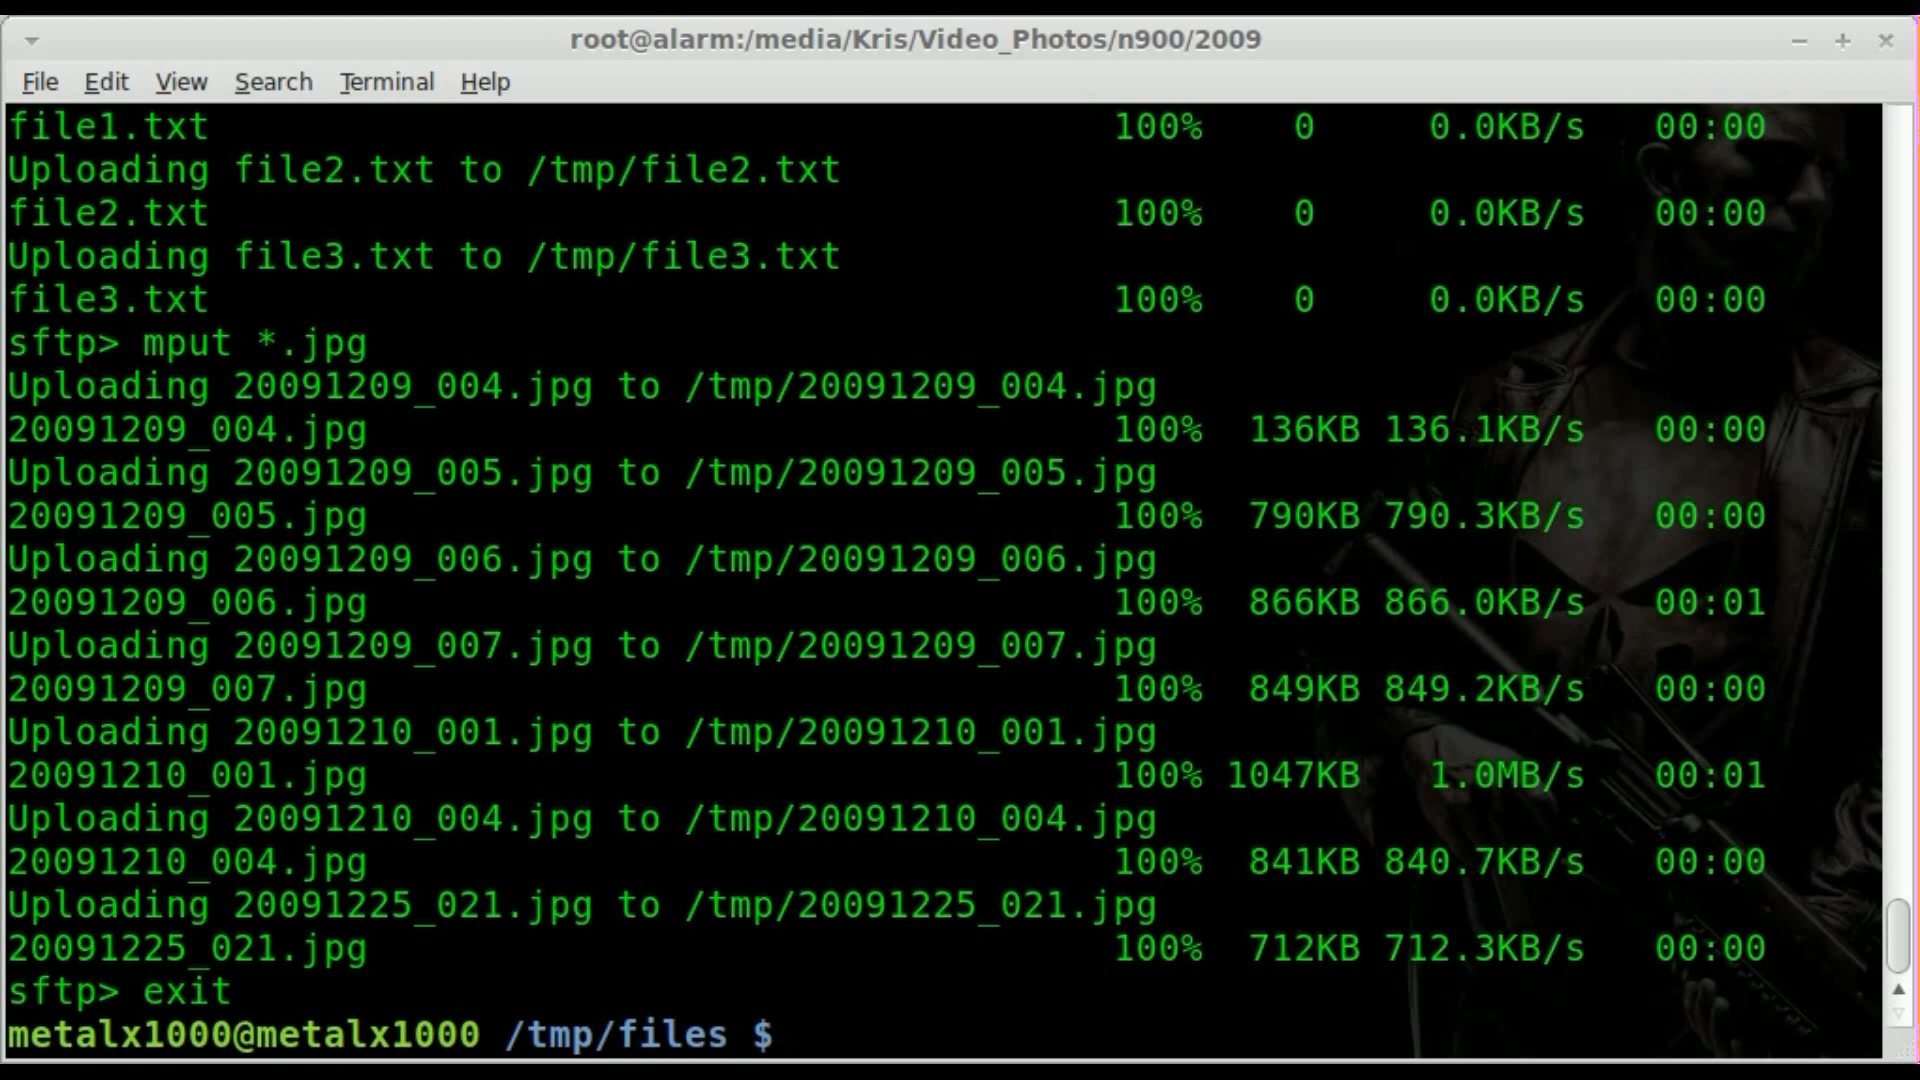 root@alarm:/media/Kris/Video_Photos/n900/2009
File Edit View Search Terminal Help
file1.txt 100% 0 0.0KB/s 00:00
Uploading file2.txt to /tmp/file2.txt
file2.txt 100% 0 0.0KB/s 00:00
Uploading file3.txt to /tmp/file3.txt
file3.txt 100% 0 0.0KB/s 00:00
sftp> mput *.jpg
Uploading 20091209_004.jpg to /tmp/20091209_004.jpg
20091209_004.jpg 100% 136KB 136.1KB/s 00:00
Uploading 20091209_005.jpg to /tmp/20091209_005.jpg
20091209_005.jpg 100% 790KB 790.3KB/s 00:00
Uploading 20091209_006.jpg to /tmp/20091209_006.jpg
20091209_006.jpg 100% 866KB 866.0KB/s 00:01
Uploading 20091209_007.jpg to /tmp/20091209_007.jpg
20091209_007.jpg 100% 849KB 849.2KB/s 00:00
Uploading 20091210_001.jpg to /tmp/20091210_001.jpg
20091210_001.jpg 100% 1047KB 1.0MB/s 00:01
Uploading 20091210_004.jpg to /tmp/20091210_004.jpg
20091210_004.jpg 100% 841KB 840.7KB/s 00:00
Uploading 20091225_021.jpg to /tmp/20091225_021.jpg
20091225_021.jpg 100% 712KB 712.3KB/s 00:00
sftp> exit
metalx1000@metalx1000 /tmp/files $